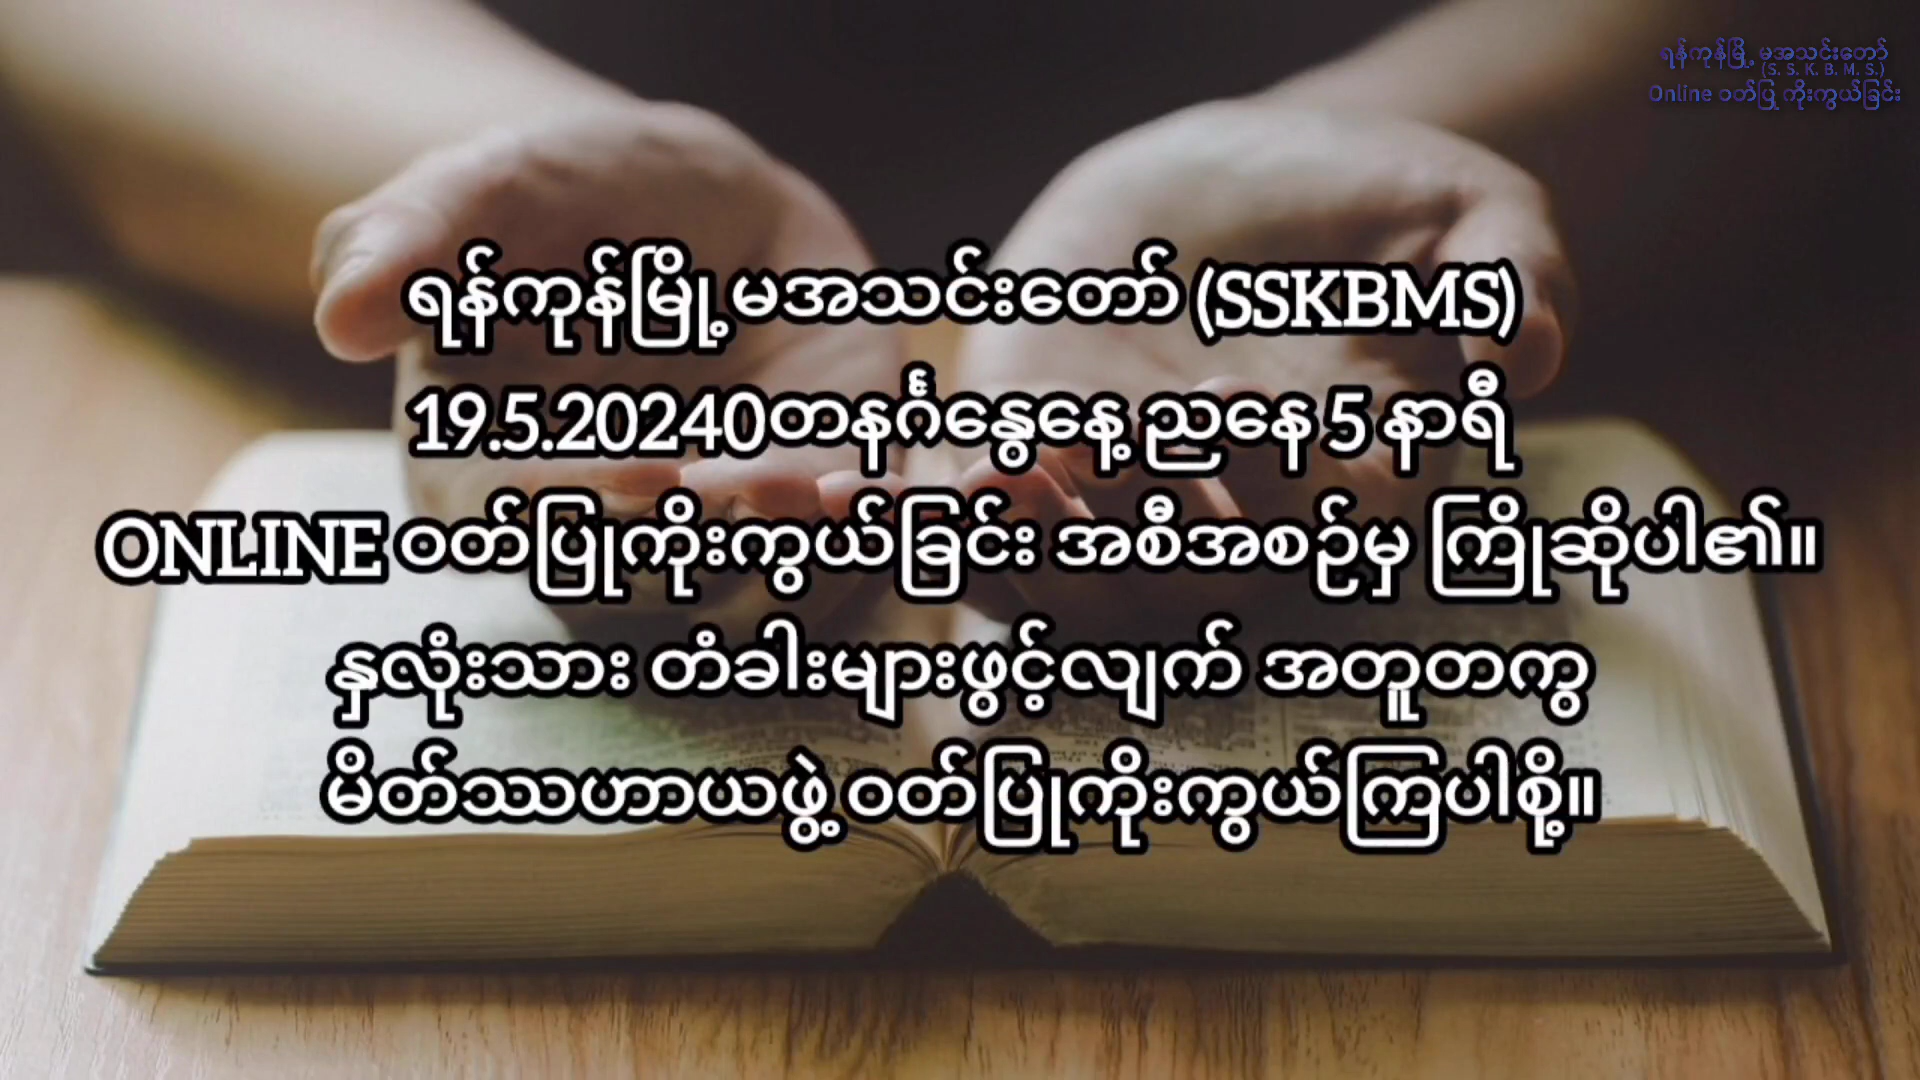 ရန်ကုန်မြို့ မအသင်းတော်
(S. S. K. B. M. S.)
Online ဝတ်ပြု ကိုးကွယ်ခြင်း
ရန်ကုန်မြို့ မအသင်းတော် (SSKBMS)
19.5.20240တနင်္ဂနွေနေ့ ညနေ 5 နာရီ
ONLINE ဝတ်ပြုကိုးကွယ်ခြင်း အစီအစဉ်မှ ကြိုဆိုပါ၏။
နှလုံးသား တံခါးများဖွင့်လျက် အတူတကွ
မိတ်ဿဟာယဖွဲ့ ဝတ်ပြုကိုးကွယ်ကြပါစို့။